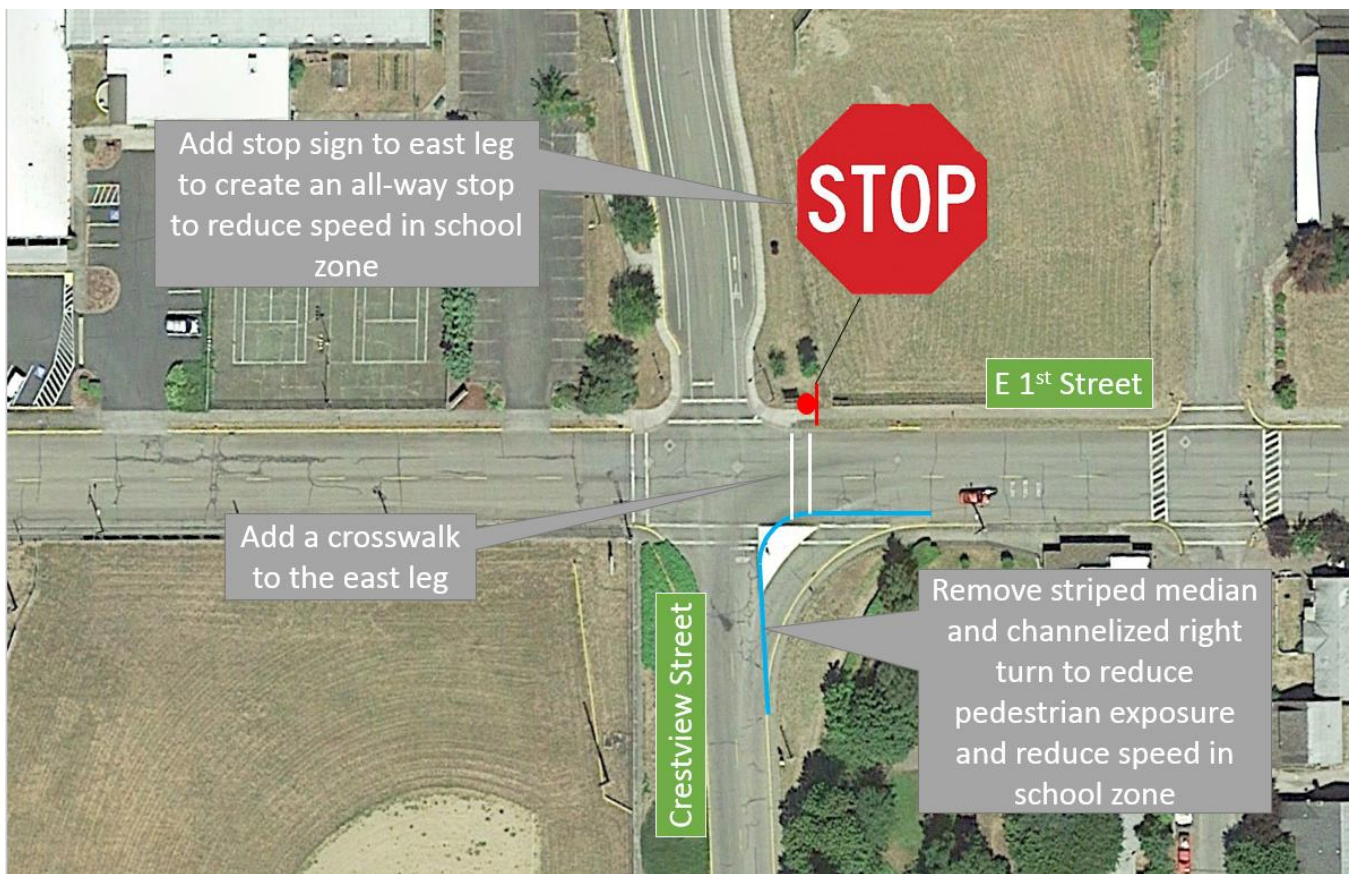 Add stop sign to east leg
to create an all-way stop
to reduce speed in school
zone
STOP
E 1st Street
Add a crosswalk
to the east leg
Crestview Street
Remove striped median
and channelized right
turn to reduce
pedestrian exposure
and reduce speed in
school zone